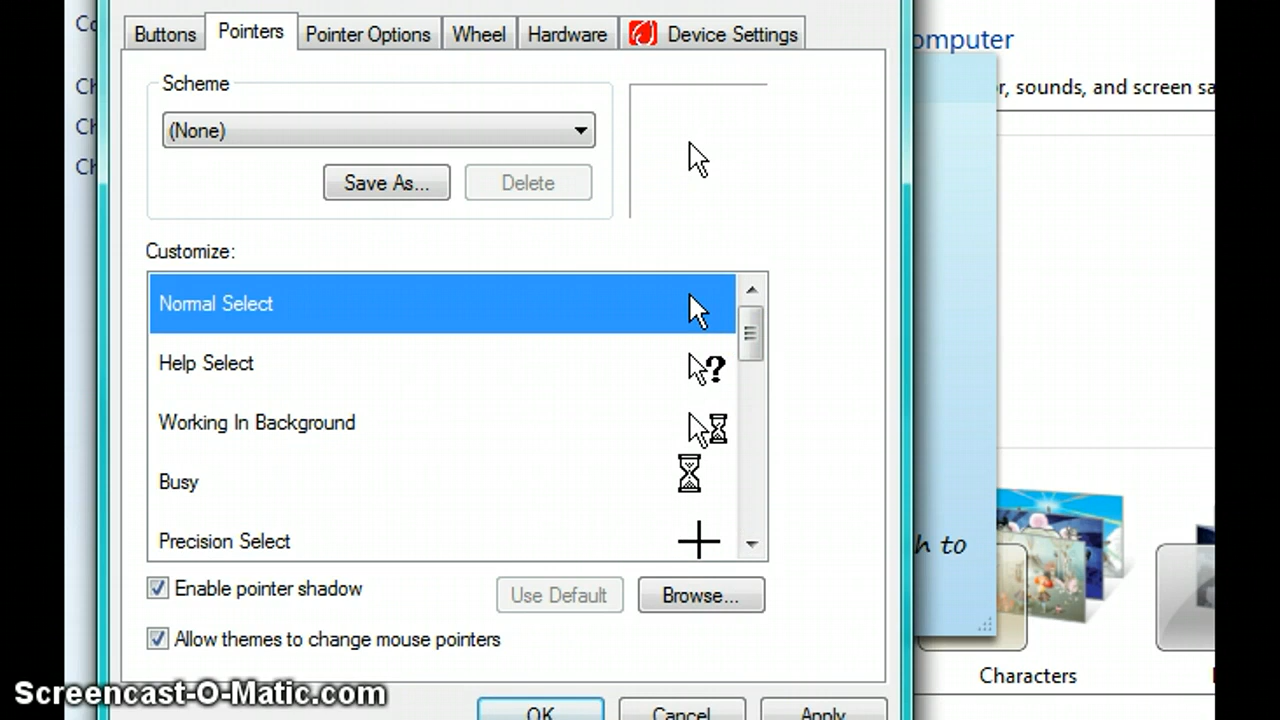 Buttons
Pointers
Pointer Options
Wheel
Hardware
Device Settings
omputer
r, sounds, and screen sa
Scheme
(None)
Save As...
Delete
Customize:
Normal Select
Help Select
Working In Background
Busy
Precision Select
h to
Enable pointer shadow
Use Default
Browse...
Allow themes to change mouse pointers
Characters
OK
Cancel
Apply
Screencast-O-Matic.com